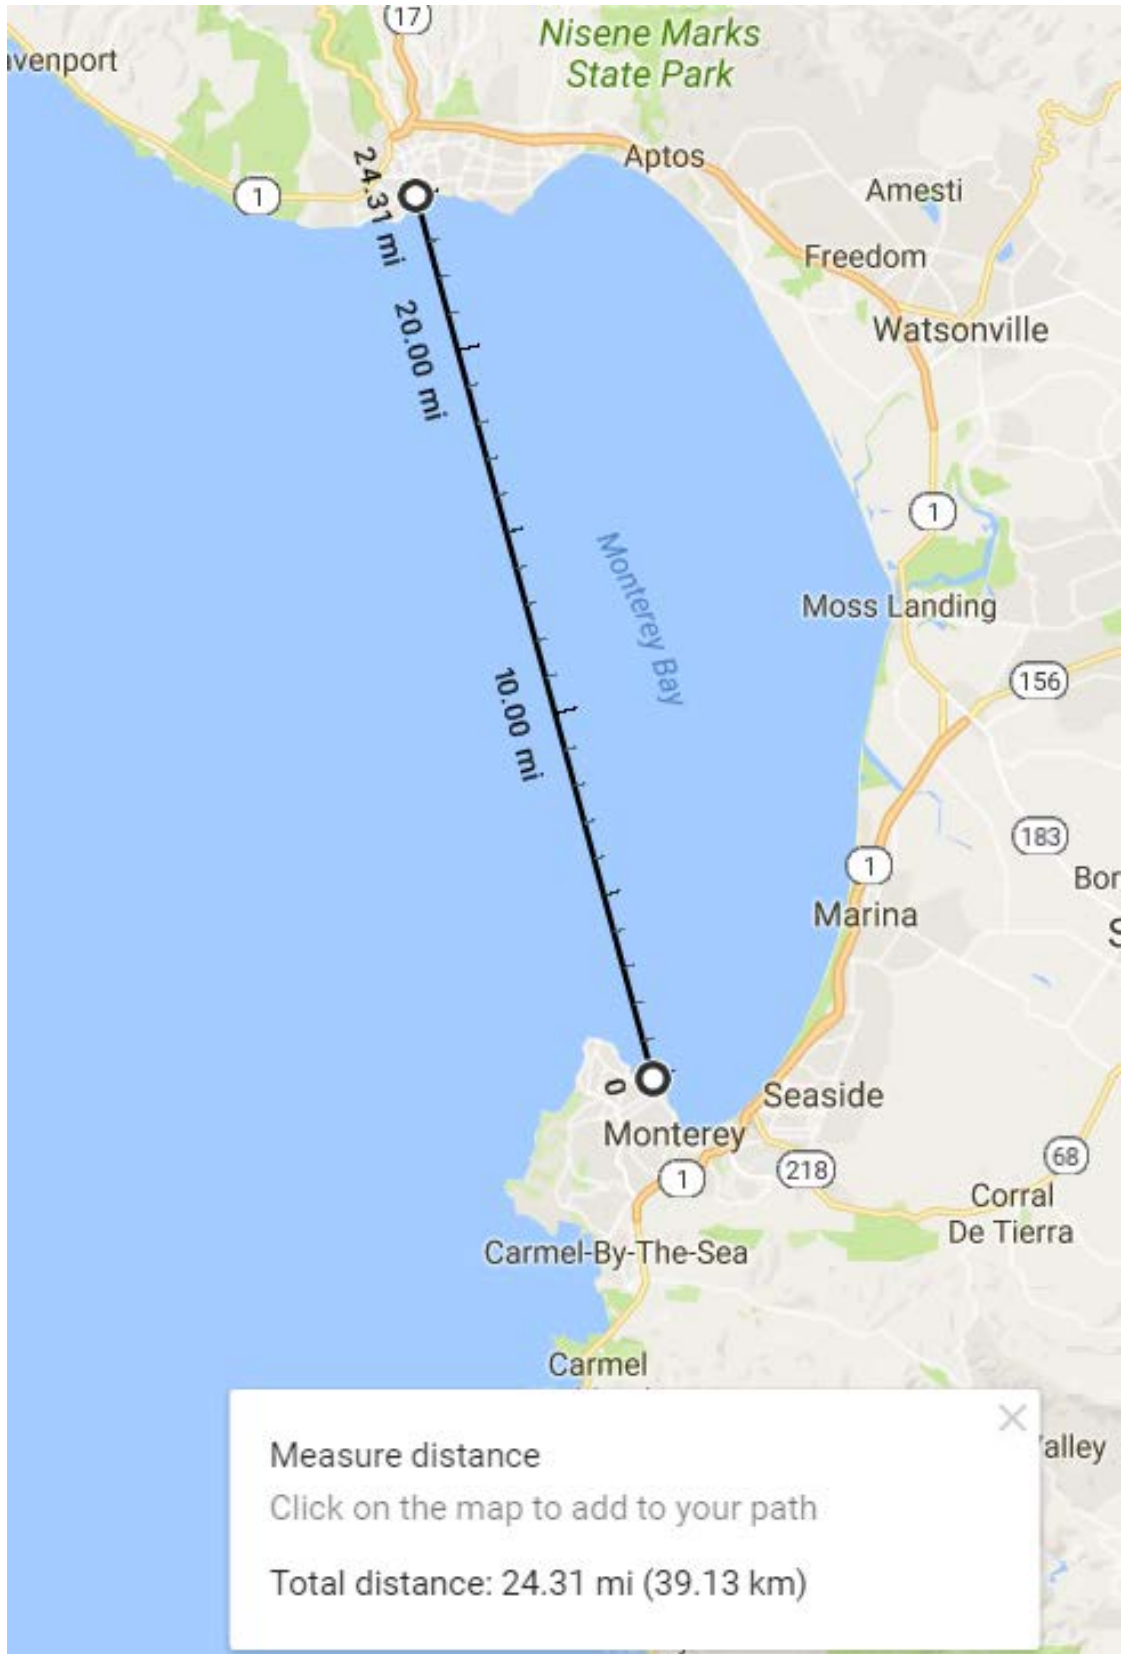 17
Nisene Marks
State Park
avenport
Aptos
24.31 mi
1
Amesti
Freedom
20.00 mi
Watsonville
1
Monterey Bay
Moss Landing
10.00 mi
156
183
1
Bor
Marina
S
0
Seaside
Monterey
1
218
68
Corral
De Tierra
Carmel-By-The-Sea
Carmel
Measure distance
Click on the map to add to your path
Total distance: 24.31 mi (39.13 km)
alley